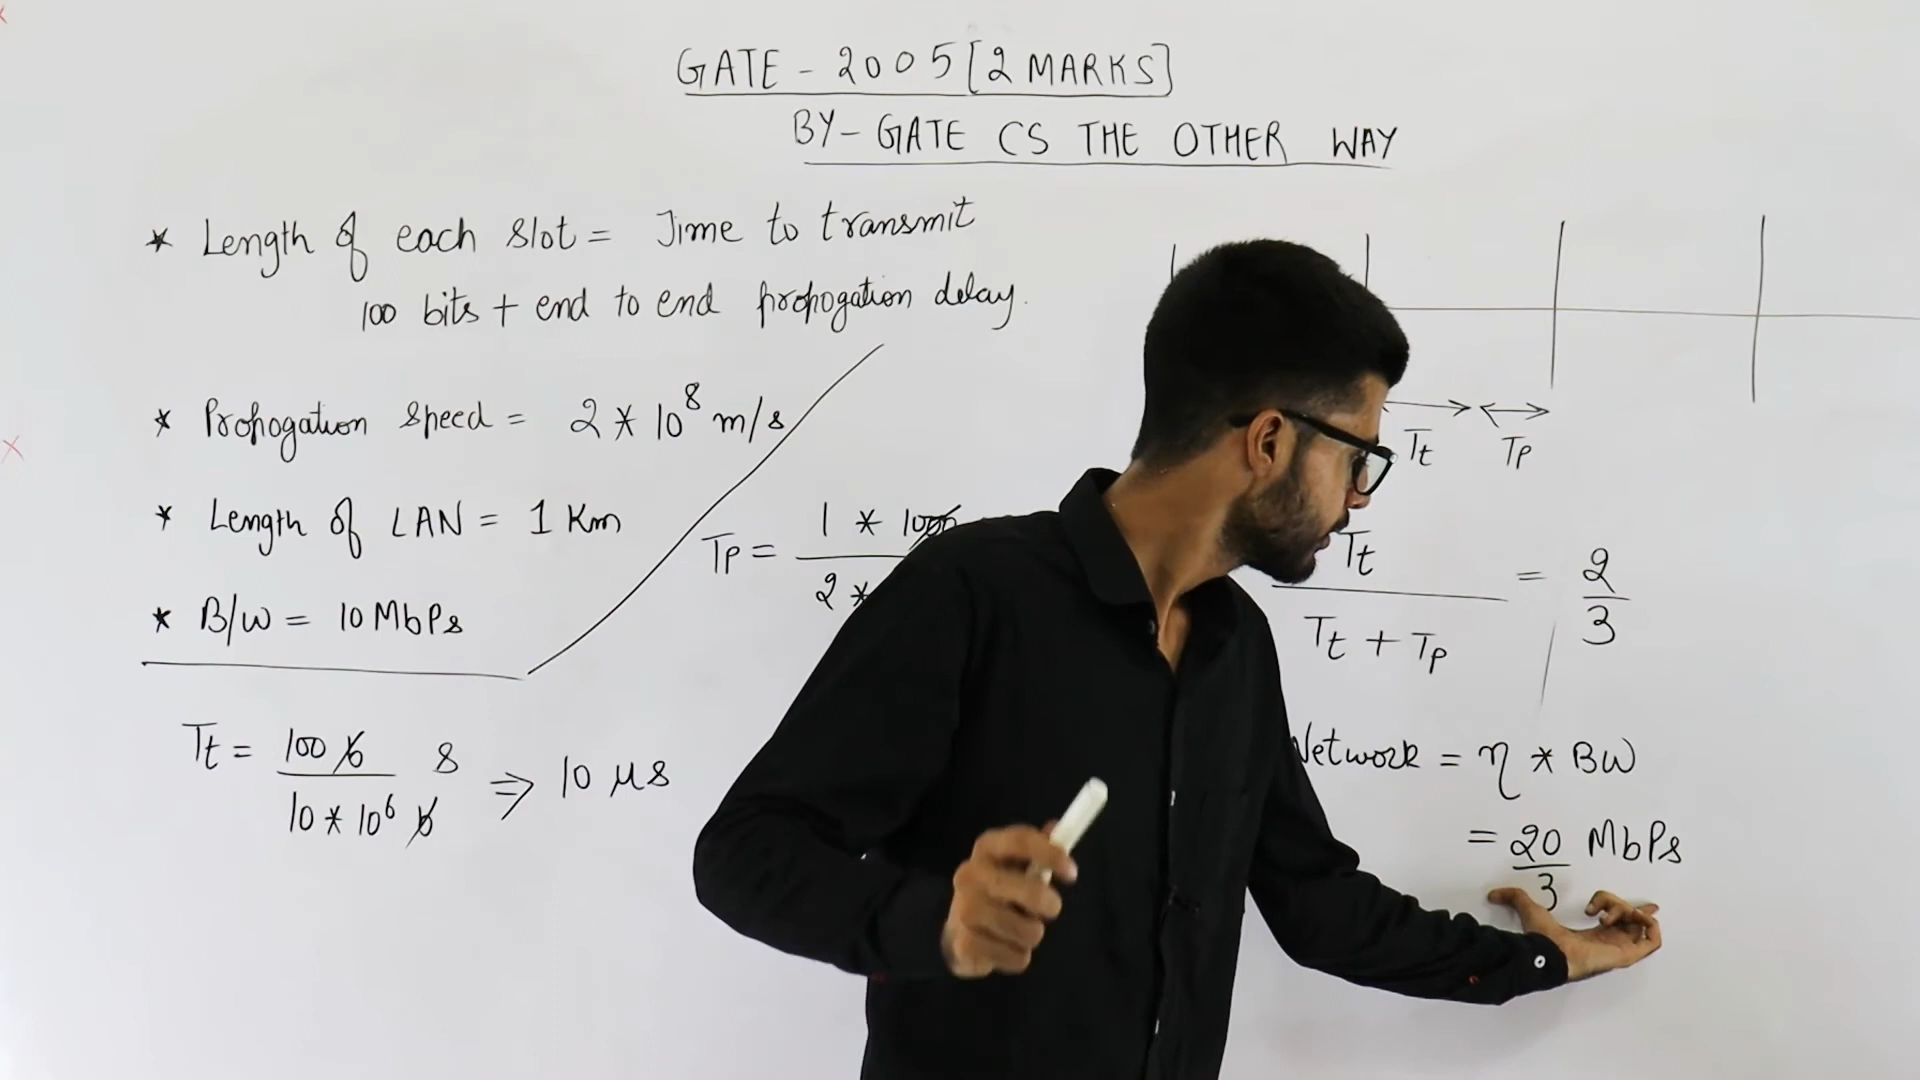 GATE - 2005 [2 MARKS]
BY - GATE CS THE OTHER WAY
* Length of each slot = Time to transmit
100 bits + end to end propogation delay.
* Propogation speed = 2 * 10^8 m/s
* Length of LAN = 1 Km
* B/W = 10 MbPs
Tt = 100 b s
10 * 10^6 b
⇒ 10 μs
Tp = 1 * 1000
2 *
Tt Tp
Tt = 2
Tt + Tp 3
Network = η * BW
= 20 MbPs
3